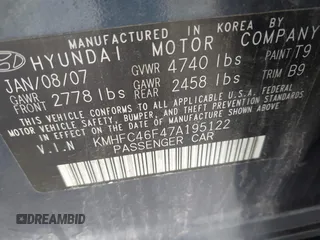 MANUFACTURED IN KOREA BY
HYUNDAI MOTOR COMPANY
JAN/08/07 GVWR 4740 lbs PAINT T9
GAWR FRONT 2778 lbs GAWR REAR 2458 lbs TRIM B9
THIS VEHICLE CONFORMS TO ALL APPLICABLE U.S.A. FEDERAL
MOTOR VEHICLE SAFETY, BUMPER, AND THEFT PREVENTION
STANDARDS IN EFFECT ON THE DATE OF MANUFACTURE SHOWN ABOVE.
V.I.N KMHFC46F47A195122
PASSENGER CAR
DREAMBID